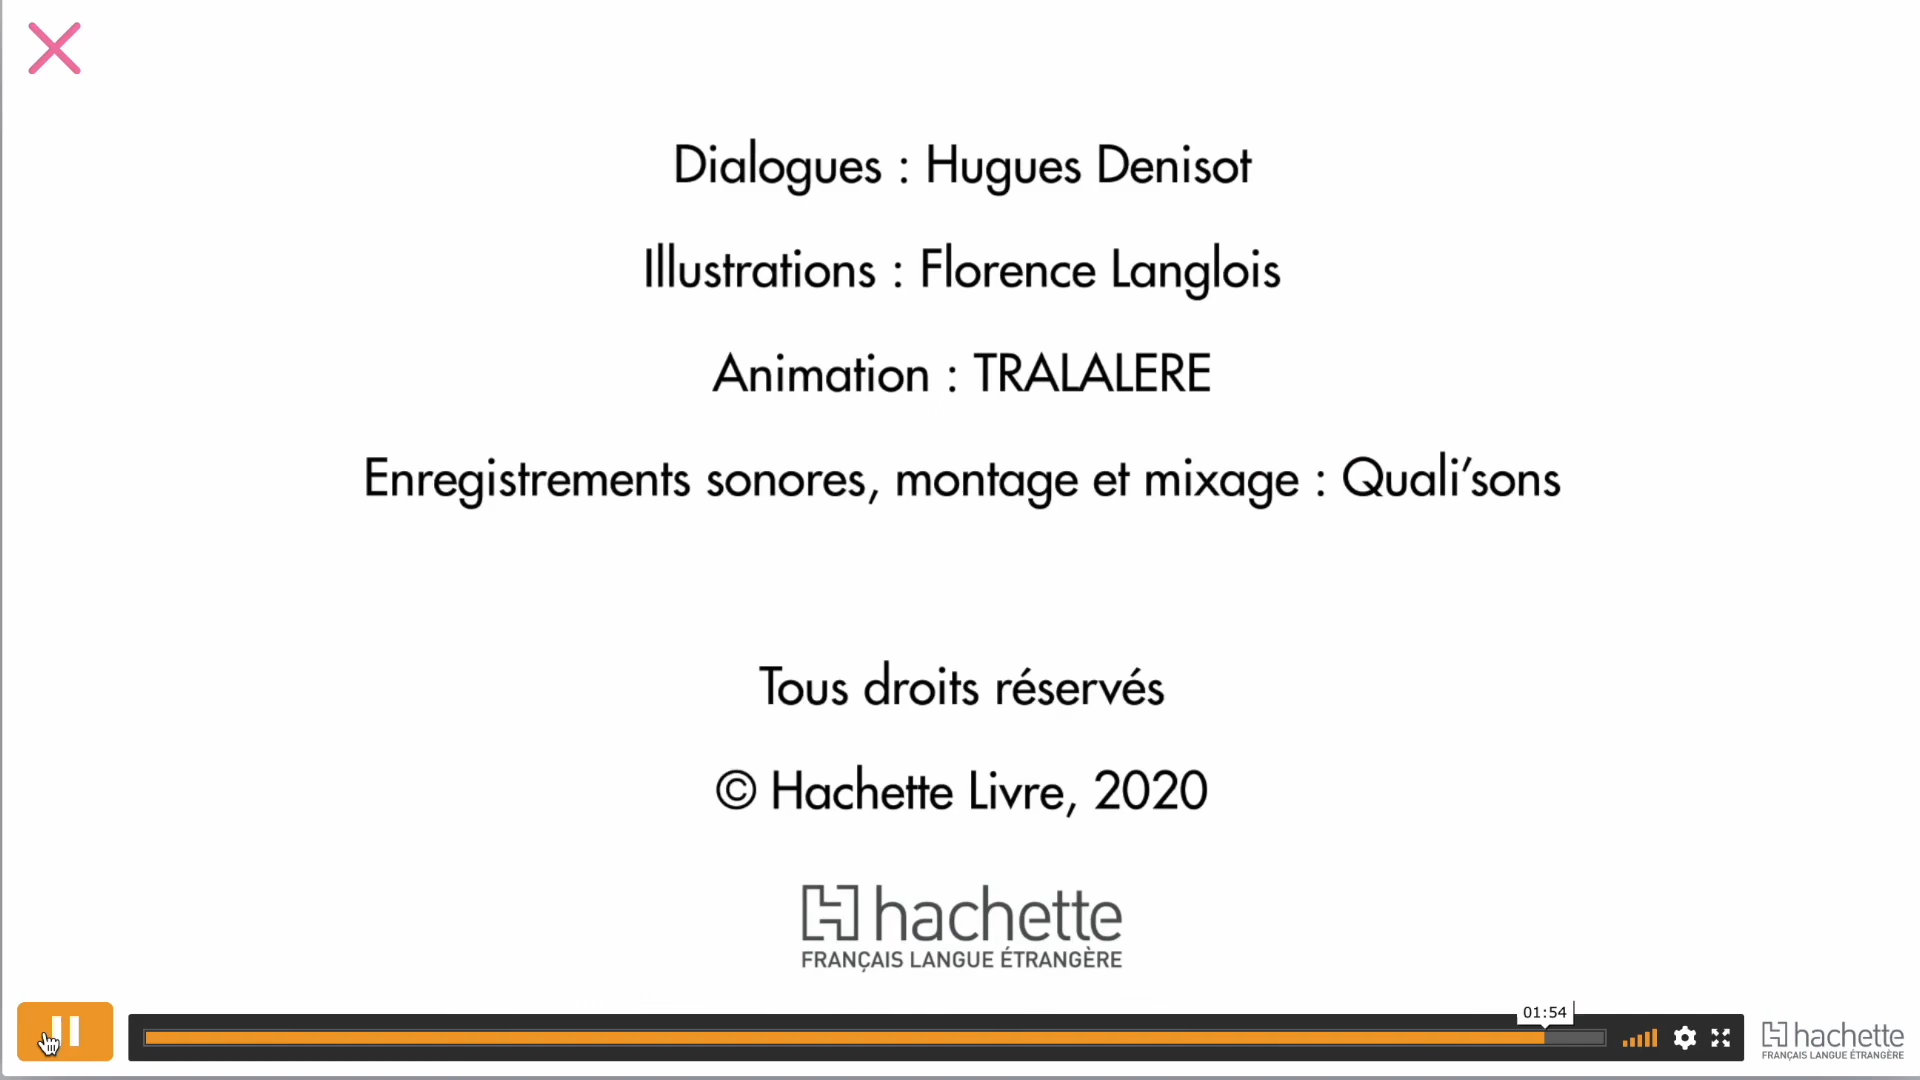 Dialogues : Hugues Denisot
Illustrations : Florence Langlois
Animation : TRALALERE
Enregistrements sonores, montage et mixage : Quali’sons
Tous droits réservés
© Hachette Livre, 2020
hachette
FRANÇAIS LANGUE ÉTRANGÈRE
01:54
hachette
FRANÇAIS LANGUE ÉTRANGÈRE